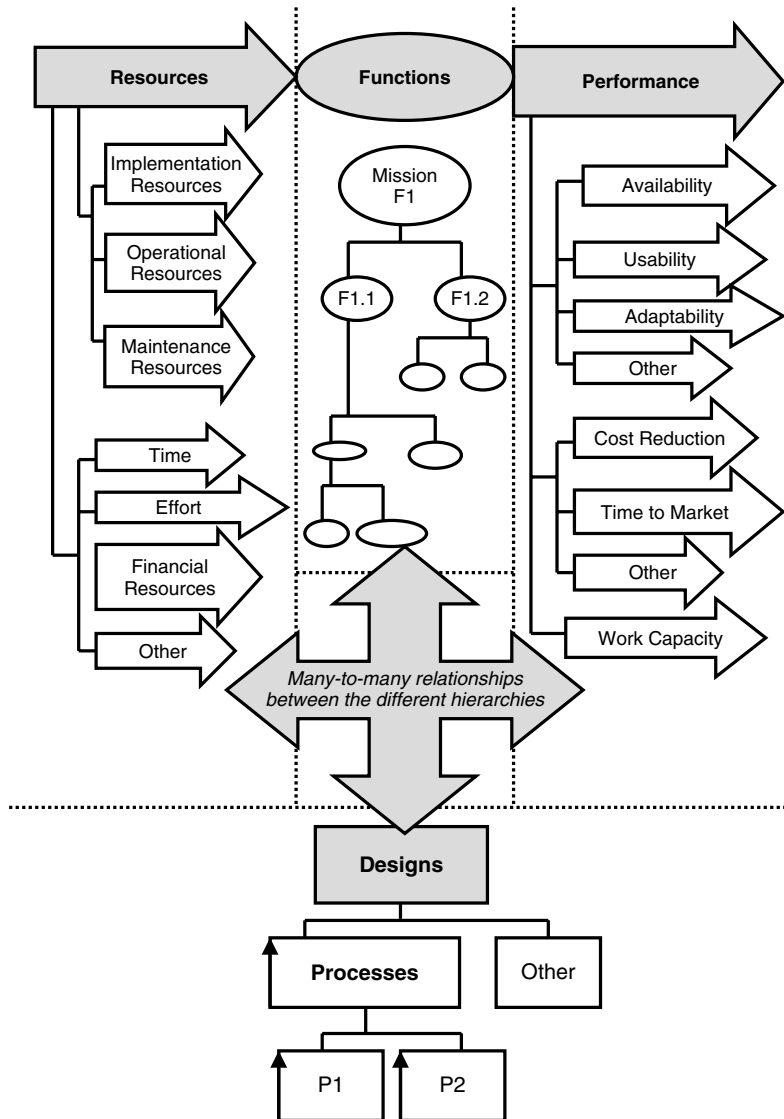 Resources
Functions
Performance
Implementation
Resources
Operational
Resources
Maintenance
Resources
Time
Effort
Financial
Resources
Other
Mission
F1
F1.1
F1.2
Availability
Usability
Adaptability
Other
Cost Reduction
Time to Market
Other
Work Capacity
Many-to-many relationships
between the different hierarchies
Designs
Processes
Other
P1
P2